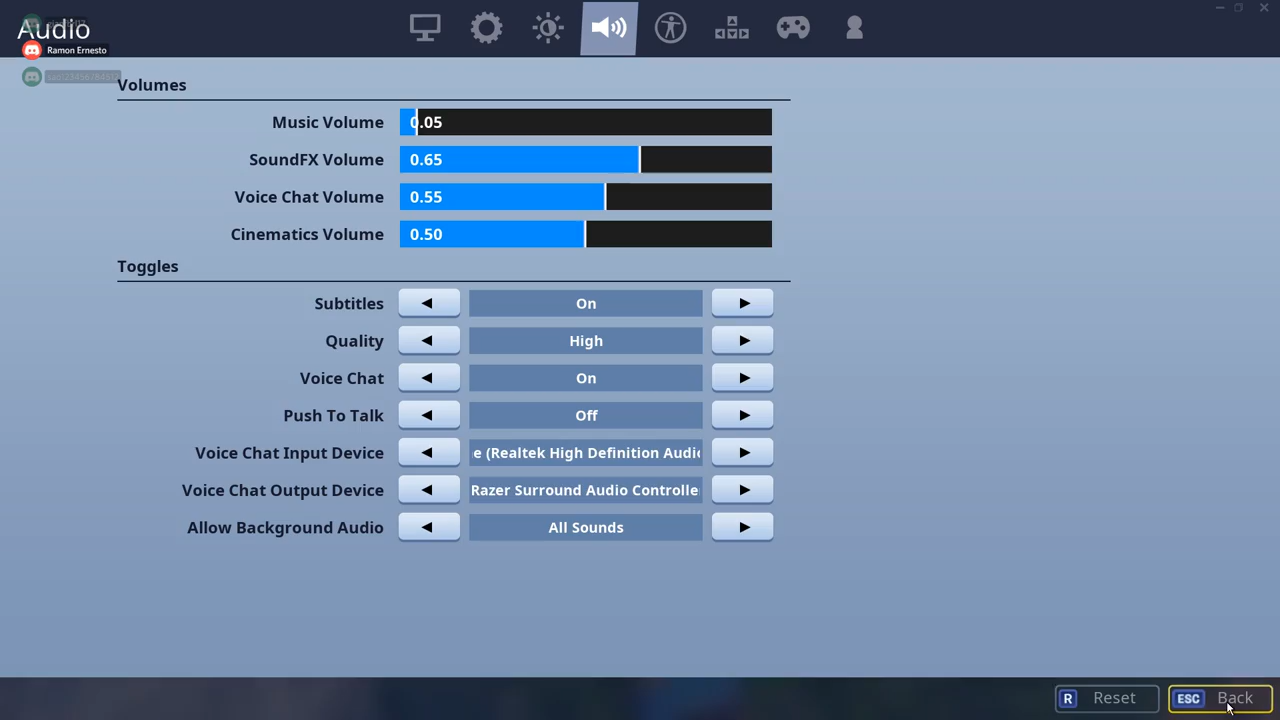 Audio
Ramon Ernesto
Volumes
Music Volume 0.05
SoundFX Volume 0.65
Voice Chat Volume 0.55
Cinematics Volume 0.50
Toggles
Subtitles On
Quality High
Voice Chat On
Push To Talk Off
Voice Chat Input Device e (Realtek High Definition Audio
Voice Chat Output Device Razer Surround Audio Controlle
Allow Background Audio All Sounds
R Reset ESC Back